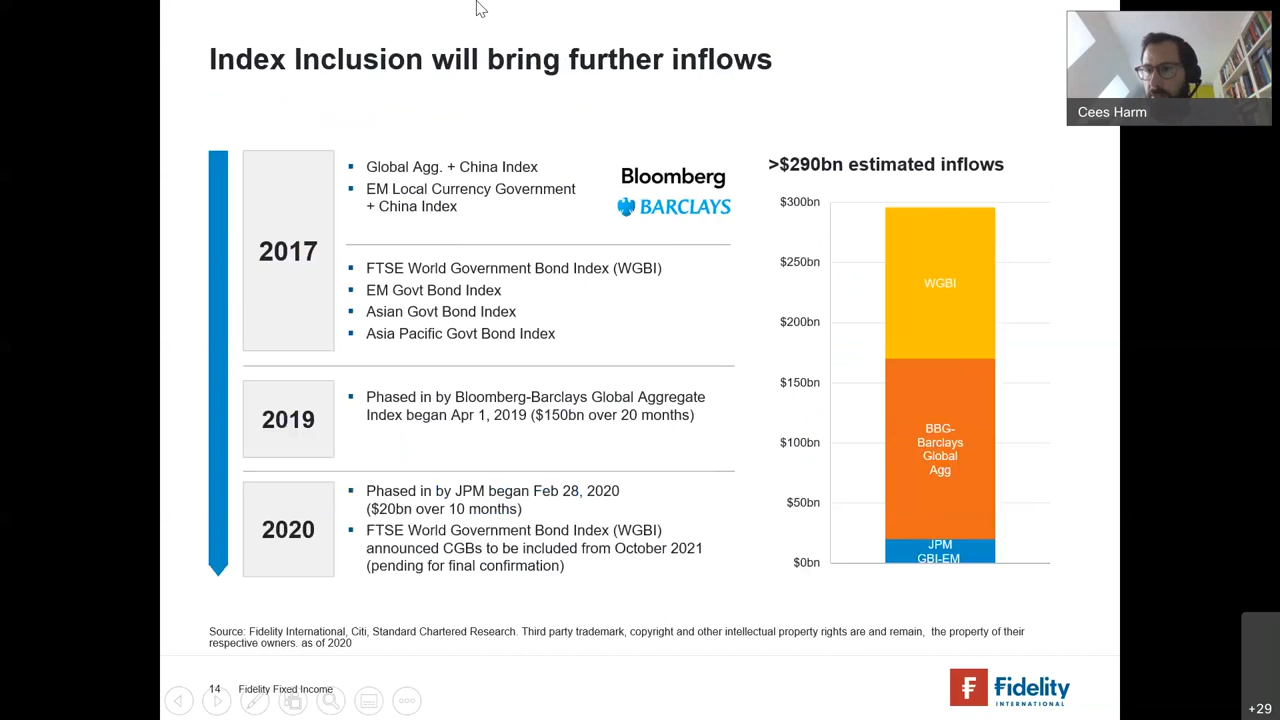 Index Inclusion will bring further inflows
Cees Harm
2017
Global Agg. + China Index
EM Local Currency Government
+ China Index
Bloomberg
BARCLAYS
FTSE World Government Bond Index (WGBI)
EM Govt Bond Index
Asian Govt Bond Index
Asia Pacific Govt Bond Index
2019
Phased in by Bloomberg-Barclays Global Aggregate
Index began Apr 1, 2019 ($150bn over 20 months)
2020
Phased in by JPM began Feb 28, 2020
($20bn over 10 months)
FTSE World Government Bond Index (WGBI)
announced CGBs to be included from October 2021
(pending for final confirmation)
>$290bn estimated inflows
$300bn
$250bn
$200bn
$150bn
$100bn
$50bn
$0bn
WGBI
BBG-
Barclays
Global
Agg
JPM
GBI-EM
Source: Fidelity International, Citi, Standard Chartered Research. Third party trademark, copyright and other intellectual property rights are and remain, the property of their
respective owners. as of 2020
14 Fidelity Fixed Income
Fidelity
INTERNATIONAL
+29